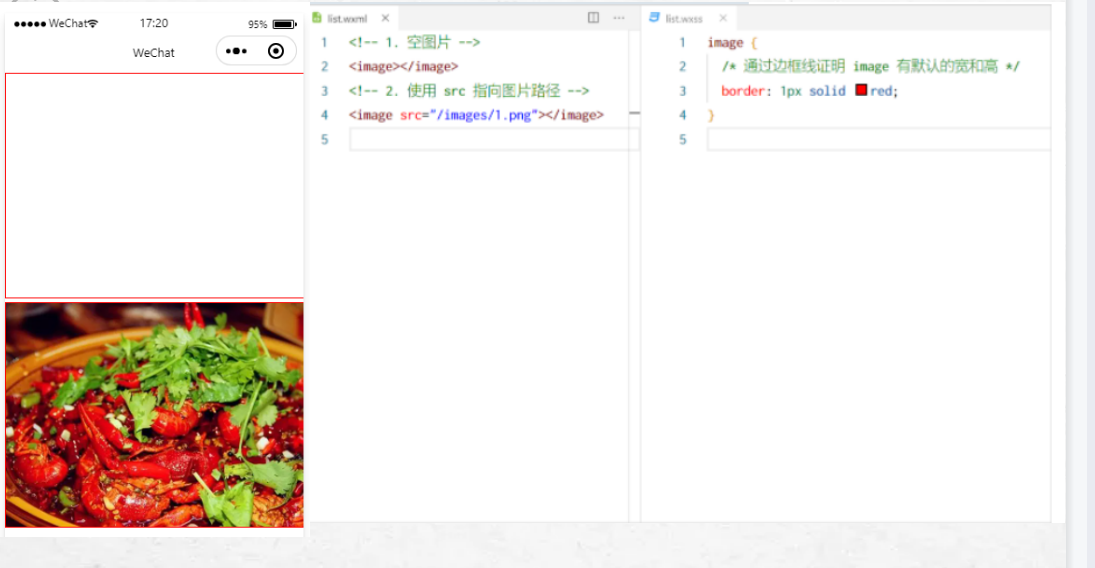 WeChat 17:20 95%
WeChat
list.wxml
1 <!-- 1. 空图片 -->
2 <image></image>
3 <!-- 2. 使用 src 指向图片路径 -->
4 <image src="/images/1.png"></image>
5
list.wxss
1 image {
2 /* 通过边框线证明 image 有默认的宽和高 */
3 border: 1px solid red;
4 }
5